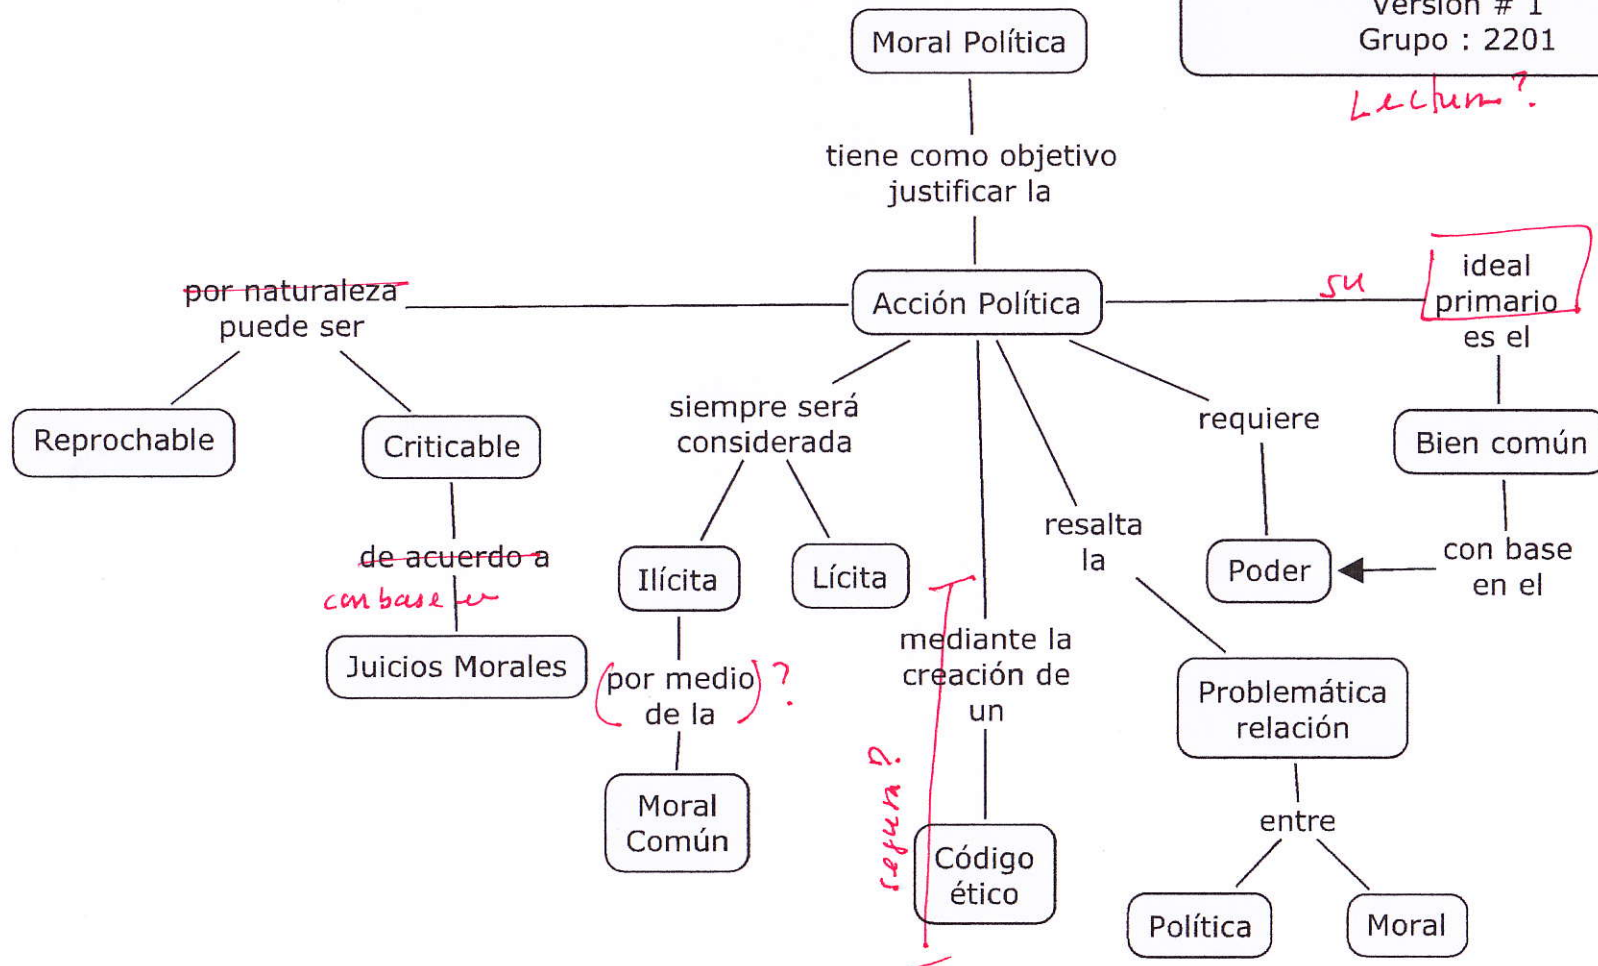 Versión # 1
Grupo : 2201
Lectura?
Moral Política
tiene como objetivo
justificar la
Acción Política
su
ideal
primario
es el
Bien común
con base
en el
Poder
requiere
por naturaleza
puede ser
Reprochable
Criticable
de acuerdo a
con base en
Juicios Morales
siempre será
considerada
Ilícita
Lícita
(por medio
de la) ?
Moral
Común
mediante la
creación de
un
segura?
Código
ético
resalta
la
Problemática
relación
entre
Política
Moral